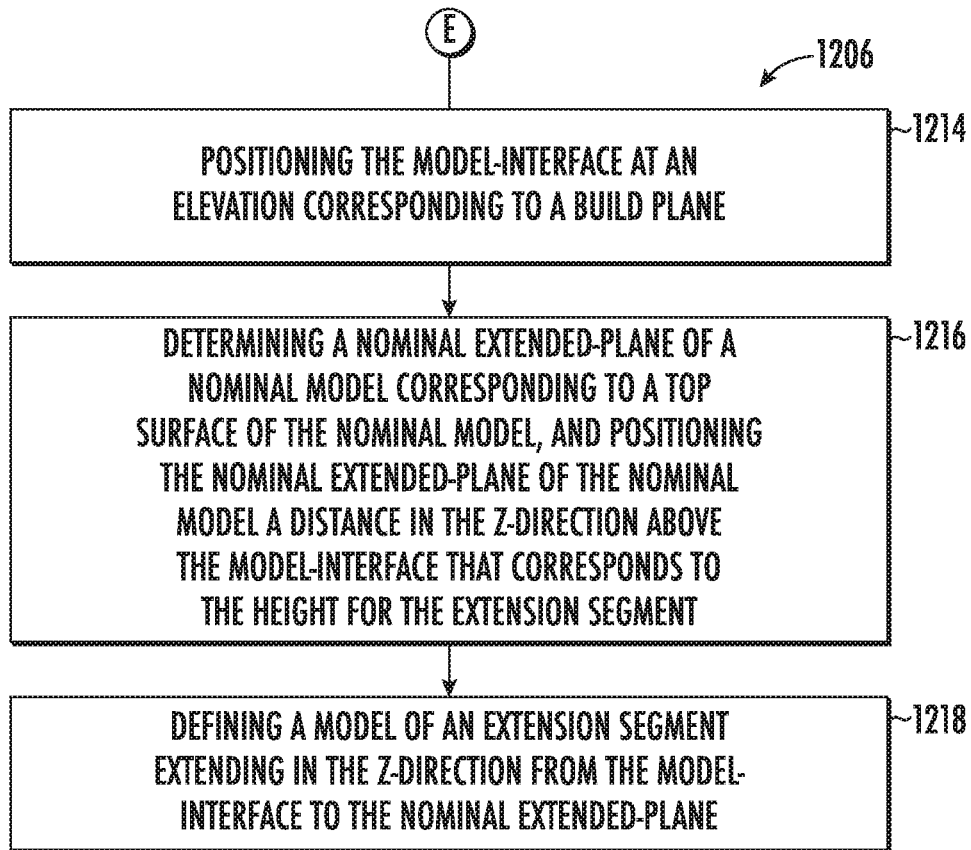 E
1206
1214
POSITIONING THE MODEL-INTERFACE AT AN
ELEVATION CORRESPONDING TO A BUILD PLANE
1216
DETERMINING A NOMINAL EXTENDED-PLANE OF A
NOMINAL MODEL CORRESPONDING TO A TOP
SURFACE OF THE NOMINAL MODEL, AND POSITIONING
THE NOMINAL EXTENDED-PLANE OF THE NOMINAL
MODEL A DISTANCE IN THE Z-DIRECTION ABOVE
THE MODEL-INTERFACE THAT CORRESPONDS TO
THE HEIGHT FOR THE EXTENSION SEGMENT
1218
DEFINING A MODEL OF AN EXTENSION SEGMENT
EXTENDING IN THE Z-DIRECTION FROM THE MODEL-
INTERFACE TO THE NOMINAL EXTENDED-PLANE